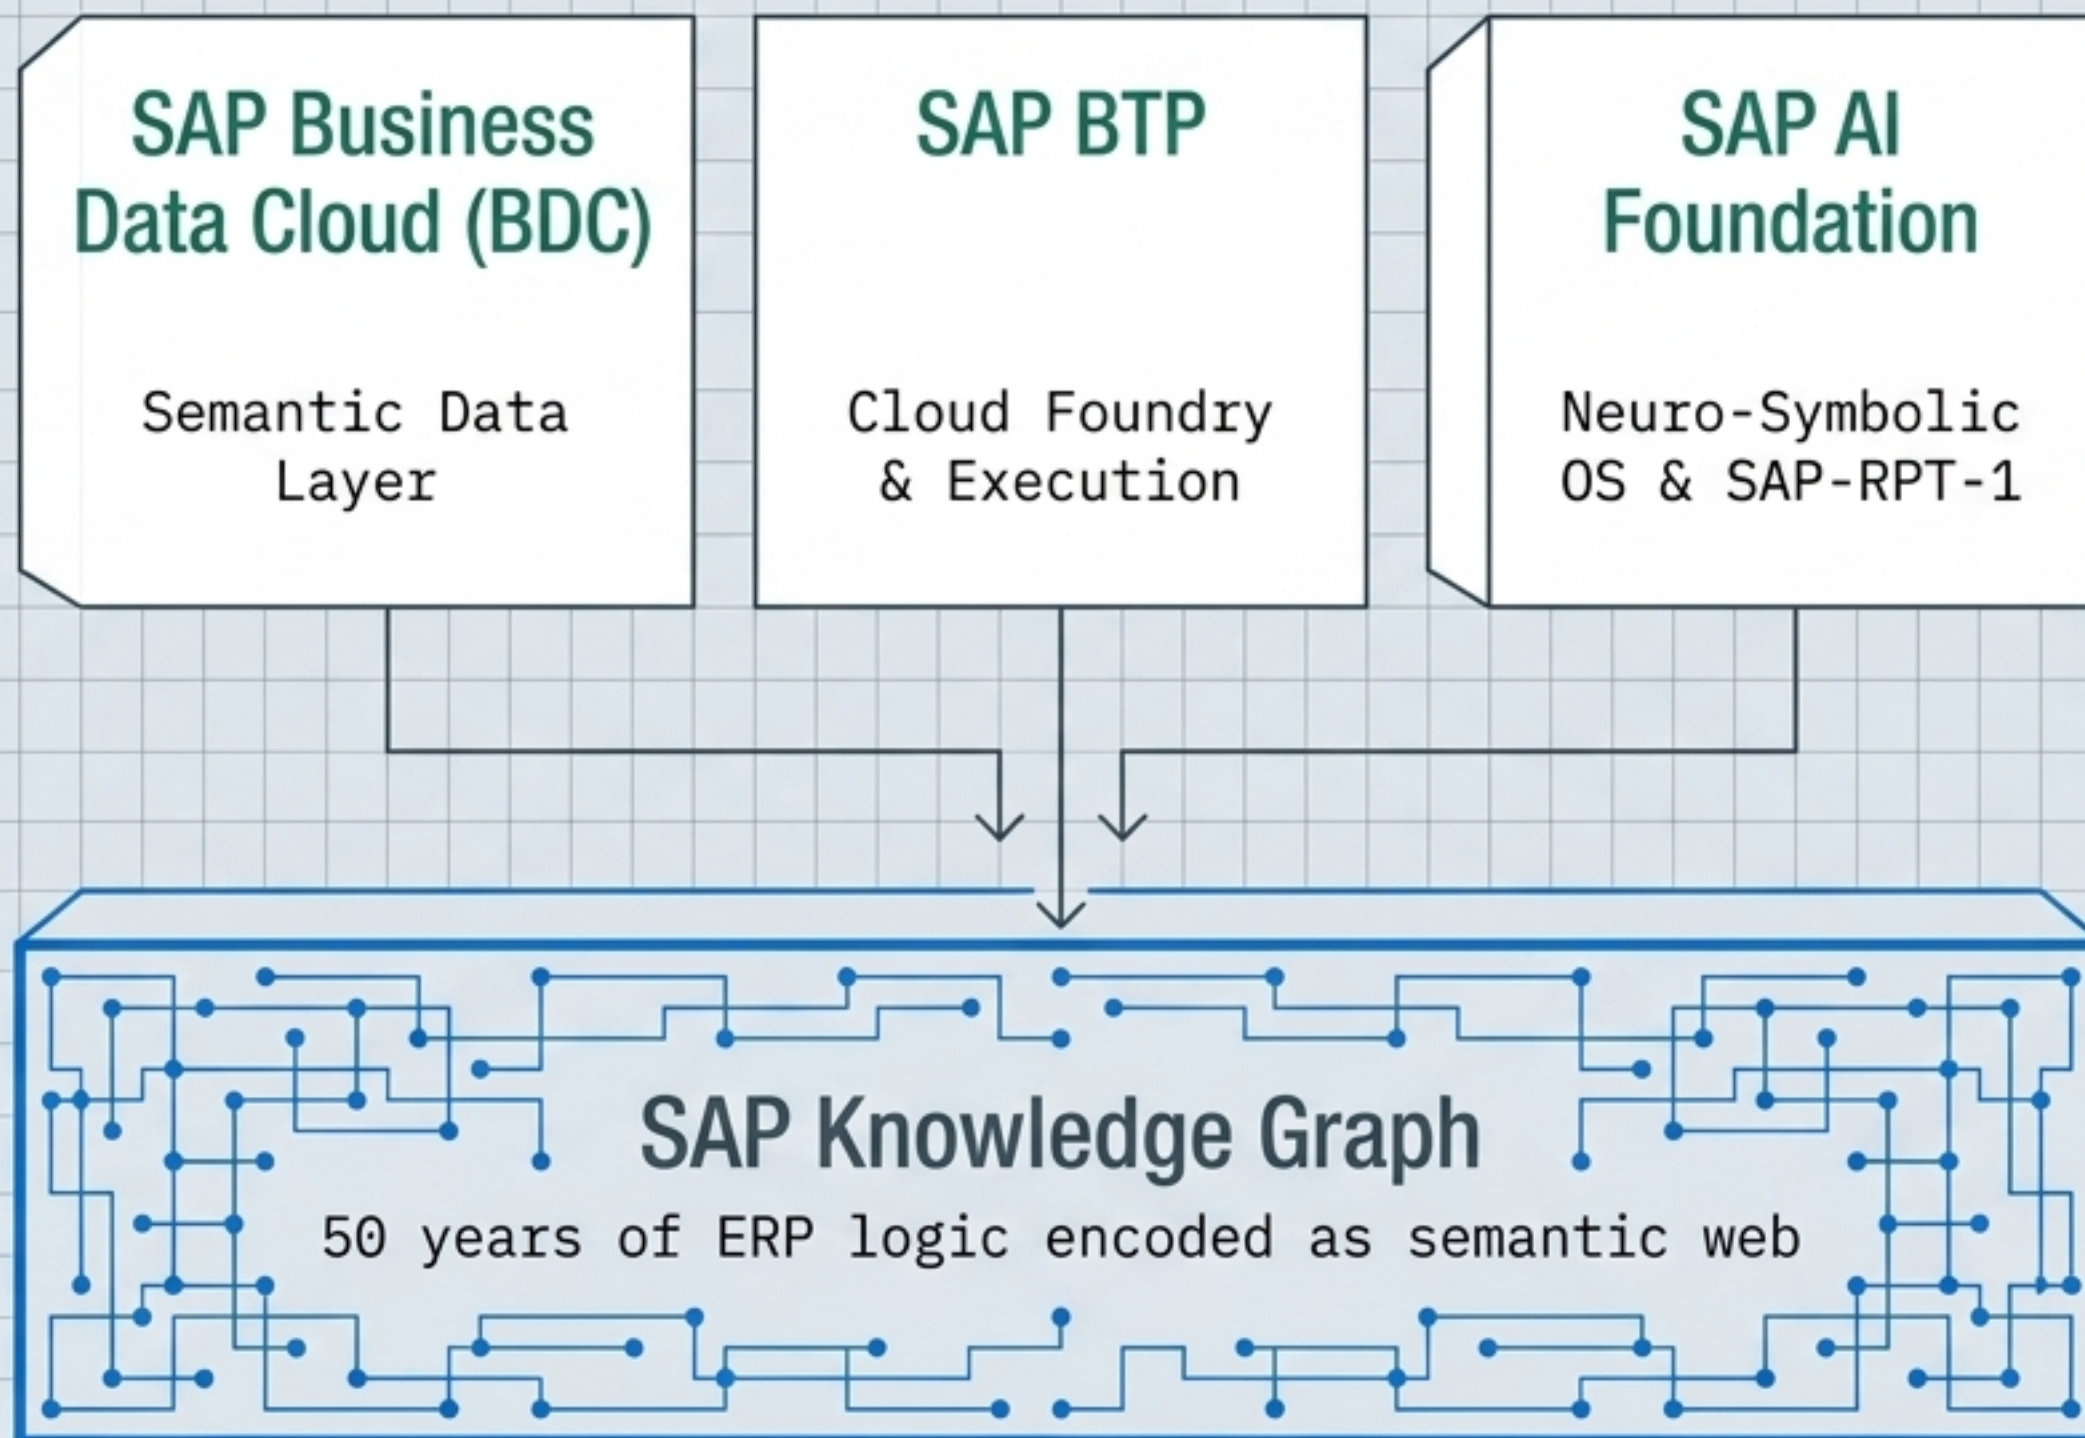 SAP Business
Data Cloud (BDC)
Semantic Data
Layer
SAP BTP
Cloud Foundry
& Execution
SAP AI
Foundation
Neuro-Symbolic
OS & SAP-RPT-1
SAP Knowledge Graph
50 years of ERP logic encoded as semantic web